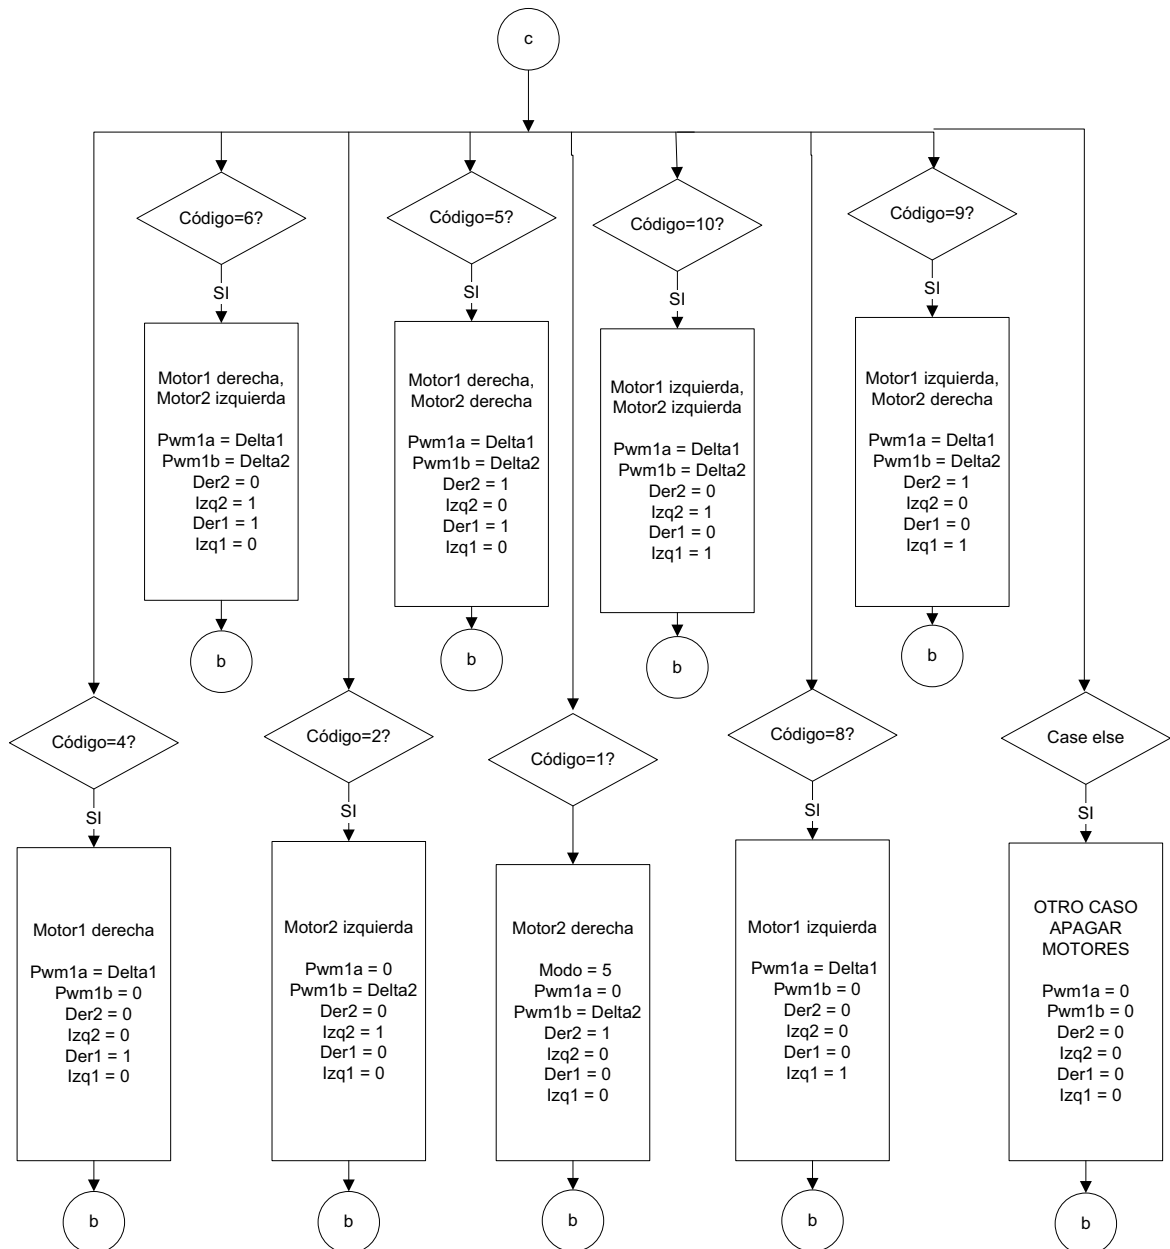 c
Código=6?
SI
Motor1 derecha,
Motor2 izquierda
Pwm1a = Delta1
Pwm1b = Delta2
Der2 = 0
Izq2 = 1
Der1 = 1
Izq1 = 0
b
Código=5?
SI
Motor1 derecha,
Motor2 derecha
Pwm1a = Delta1
Pwm1b = Delta2
Der2 = 1
Izq2 = 0
Der1 = 1
Izq1 = 0
b
Código=10?
SI
Motor1 izquierda,
Motor2 izquierda
Pwm1a = Delta1
Pwm1b = Delta2
Der2 = 0
Izq2 = 1
Der1 = 0
Izq1 = 1
b
Código=9?
SI
Motor1 izquierda,
Motor2 derecha
Pwm1a = Delta1
Pwm1b = Delta2
Der2 = 1
Izq2 = 0
Der1 = 0
Izq1 = 1
b
Código=4?
SI
Motor1 derecha
Pwm1a = Delta1
Pwm1b = 0
Der2 = 0
Izq2 = 0
Der1 = 1
Izq1 = 0
b
Código=2?
SI
Motor2 izquierda
Pwm1a = 0
Pwm1b = Delta2
Der2 = 0
Izq2 = 1
Der1 = 0
Izq1 = 0
b
Código=1?
Motor2 derecha
Modo = 5
Pwm1a = 0
Pwm1b = Delta2
Der2 = 1
Izq2 = 0
Der1 = 0
Izq1 = 0
b
Código=8?
SI
Motor1 izquierda
Pwm1a = Delta1
Pwm1b = 0
Der2 = 0
Izq2 = 0
Der1 = 0
Izq1 = 1
b
Case else
SI
OTRO CASO
APAGAR
MOTORES
Pwm1a = 0
Pwm1b = 0
Der2 = 0
Izq2 = 0
Der1 = 0
Izq1 = 0
b